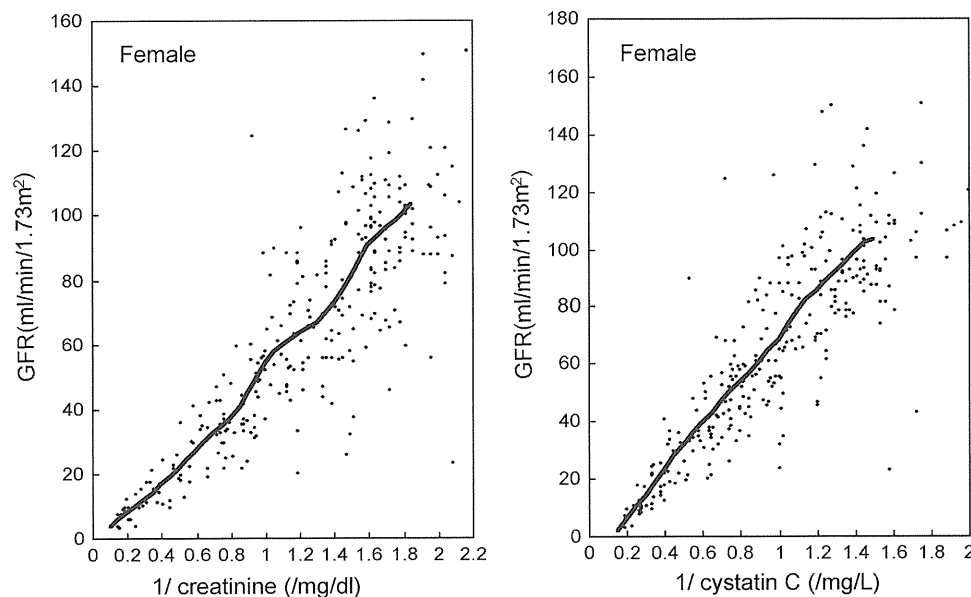 160
140
120
100
80
60
40
20
0
Female
GFR(ml/min/1.73m²)
0 0.2 0.4 0.6 0.8 1 1.2 1.4 1.6 1.8 2 2.2
1/ creatinine (/mg/dl)
180
160
140
120
100
80
60
40
20
0
Female
GFR(ml/min/1.73m²)
0 0.2 0.4 0.6 0.8 1 1.2 1.4 1.6 1.8 2
1/ cystatin C (/mg/L)